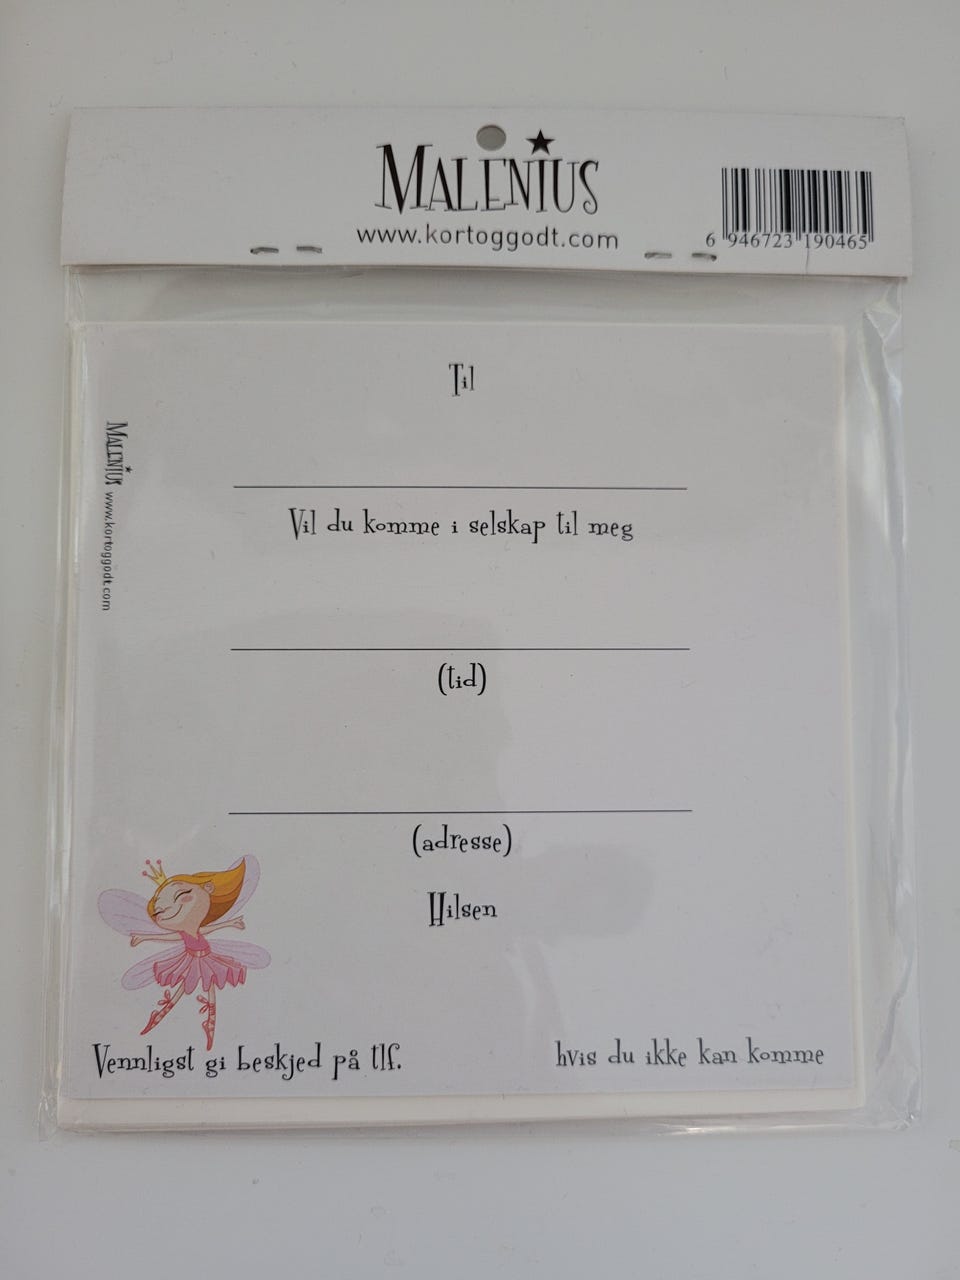 MALENIUS
www.kortoggodt.com
6 946723 190465
Til
MALENIUS www.kortoggodt.com
Vil du komme i selskap til meg
(tid)
(adresse)
Hilsen
Vennligst gi beskjed på tlf. hvis du ikke kan komme